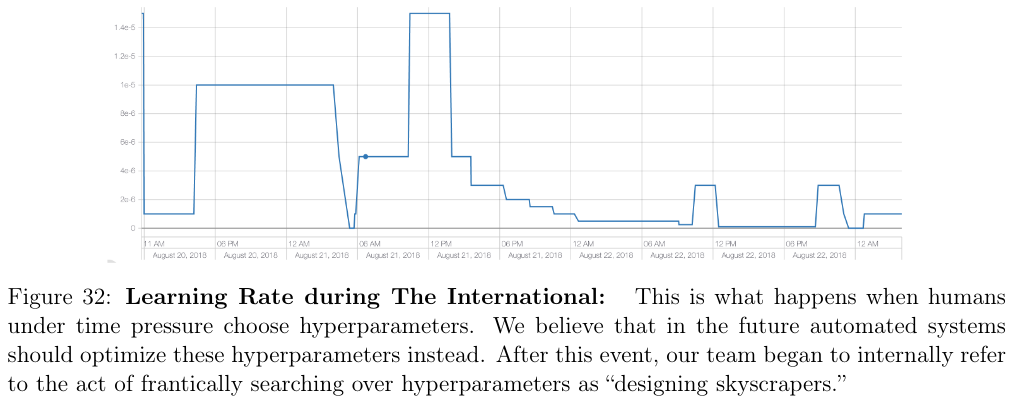 1.4e-5
1.2e-5
1e-5
8e-6
6e-6
4e-6
2e-6
0
11 AM 06 PM 12 AM 06 AM 12 PM 06 PM 12 AM 06 AM 12 PM 06 PM 12 AM
August 20, 2018 August 20, 2018 August 21, 2018 August 21, 2018 August 21, 2018 August 21, 2018 August 22, 2018 August 22, 2018 August 22, 2018 August 22, 2018
Figure 32: Learning Rate during The International: This is what happens when humans
under time pressure choose hyperparameters. We believe that in the future automated systems
should optimize these hyperparameters instead. After this event, our team began to internally refer
to the act of frantically searching over hyperparameters as “designing skyscrapers.”